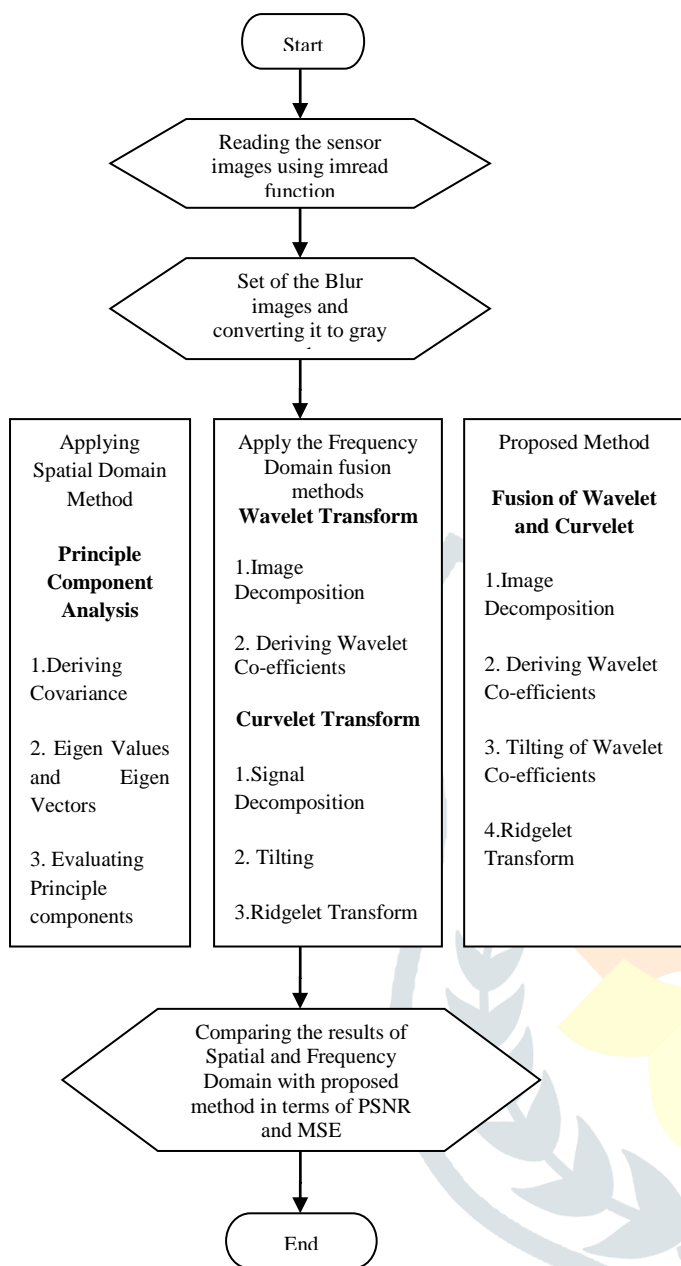 Start
Reading the sensor
images using imread
function
Set of the Blur
images and
converting it to gray
Applying
Spatial Domain
Method
Principle
Component
Analysis
1.Deriving
Covariance
2. Eigen Values
and Eigen
Vectors
3. Evaluating
Principle
components
Apply the Frequency
Domain fusion
methods
Wavelet Transform
1.Image
Decomposition
2. Deriving Wavelet
Co-efficients
Curvelet Transform
1.Signal
Decomposition
2. Tilting
3.Ridgelet Transform
Proposed Method
Fusion of Wavelet
and Curvelet
1.Image
Decomposition
2. Deriving Wavelet
Co-efficients
3. Tilting of Wavelet
Co-efficients
4.Ridgelet
Transform
Comparing the results of
Spatial and Frequency
Domain with proposed
method in terms of PSNR
and MSE
End